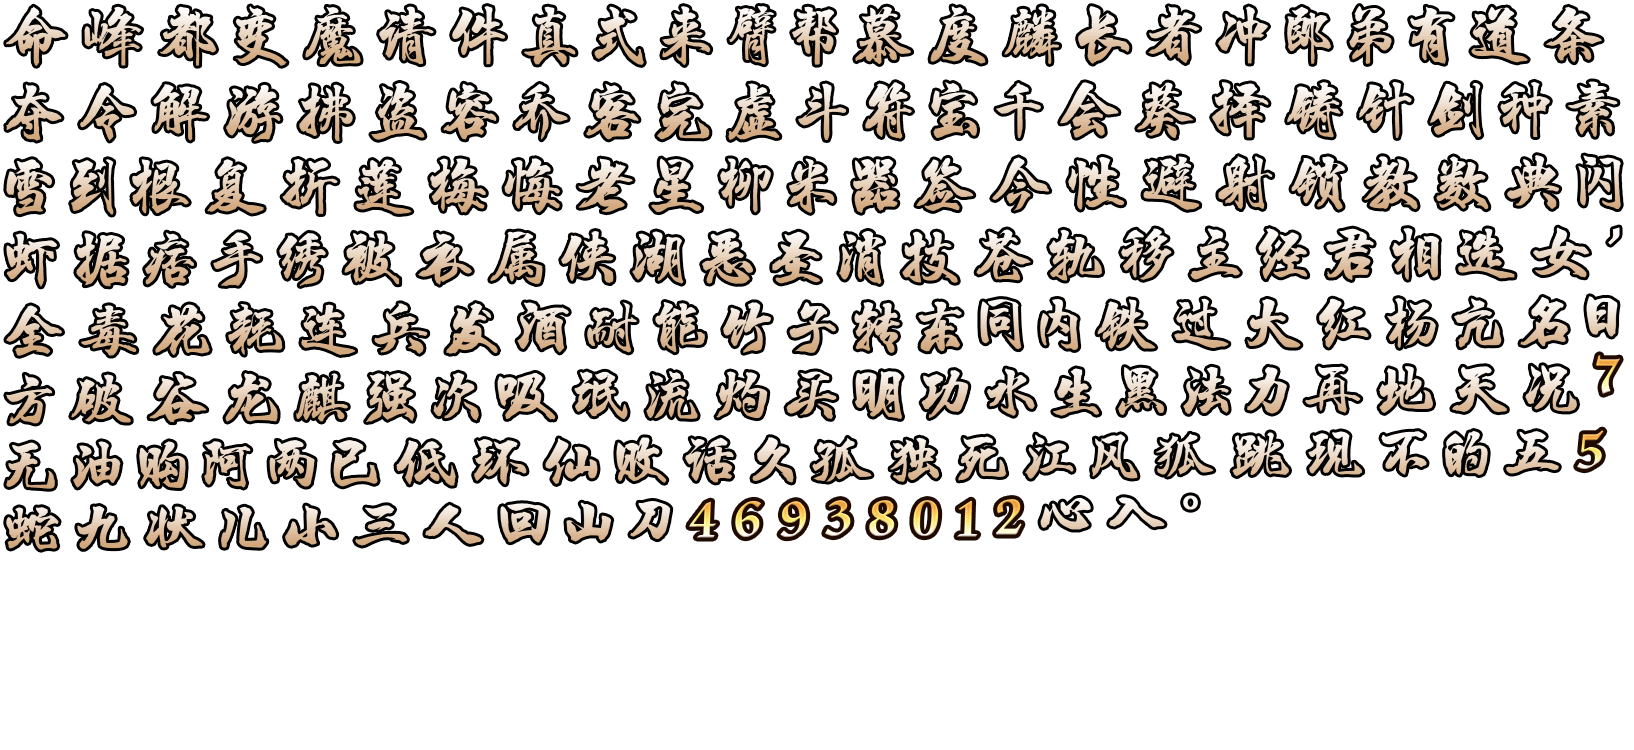 命峰都变魔请件真式来臂帮慕度麟长者冲郎弟有道条
夺令解游拂盗容乔客完虚斗符宝千会葵择铸针剑种素
雪到根复折莲梅悔老星柳米器签今性避射锁教数典闪
虾据痞手绣被衣属侠湖恶圣消技苍轨移主经君相选女,
全毒花耗连兵发酒耐能竹子转东同内铁过大红杨亢名日
方破谷龙麒强次吸珉流灼买明功水生黑法力再地天况7
无油购阿两已低环仙败话久孤独死江风狐跳现不的五5
蛇九状儿小三人回山刀46938012心入。